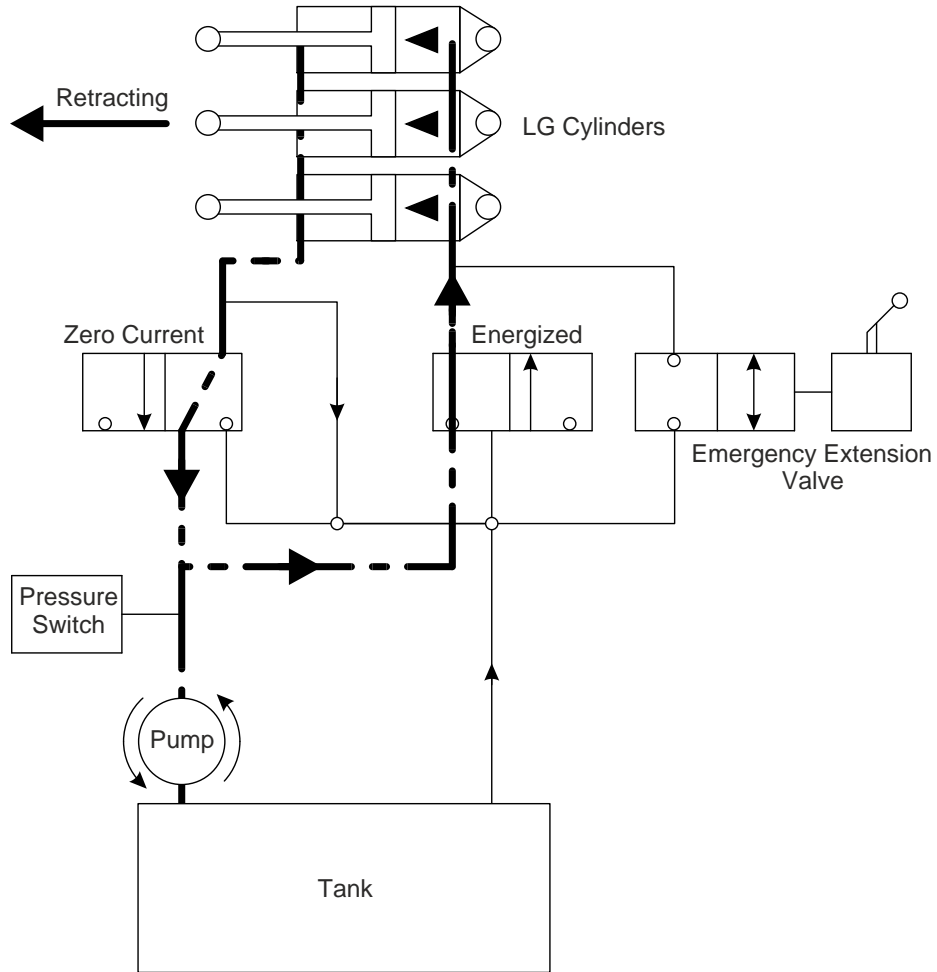 Retracting
LG Cylinders
Zero Current
Energized
Emergency Extension
Valve
Pressure
Switch
Pump
Tank